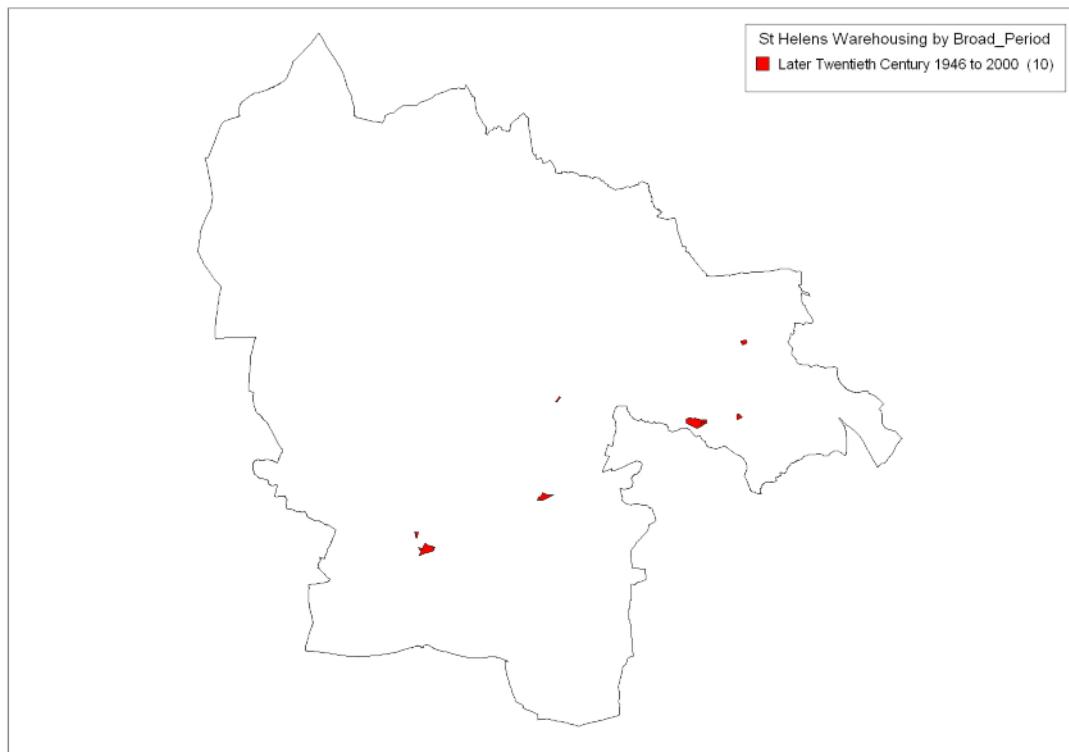 St Helens Warehousing by Broad_Period
Later Twentieth Century 1946 to 2000 (10)